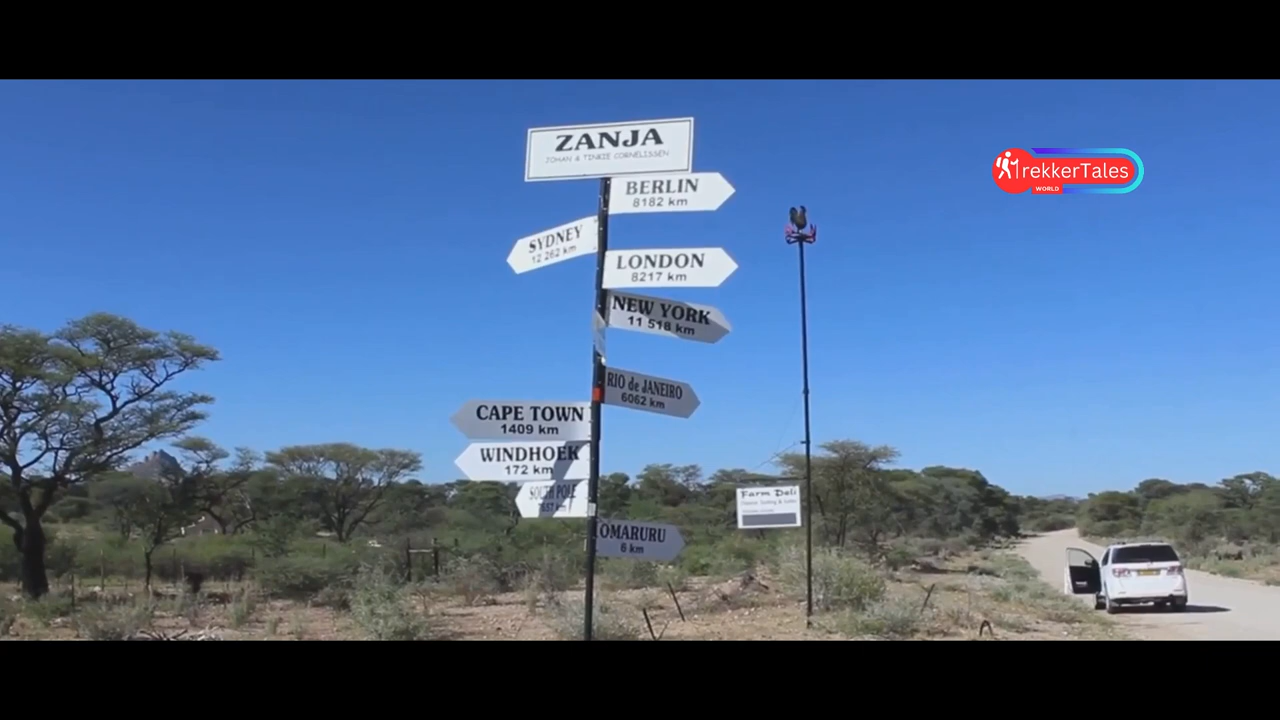 ZANJA
JOHAN & TINKIE CORNELISSEN
BERLIN
8182 km
SYDNEY
12 262 km
LONDON
8217 km
NEW YORK
11 518 km
RIO de JANEIRO
6062 km
CAPE TOWN
1409 km
WINDHOEK
172 km
SOUTH POLE
OMARURU
6 km
Farm Deli
rekkerTales
WORLD